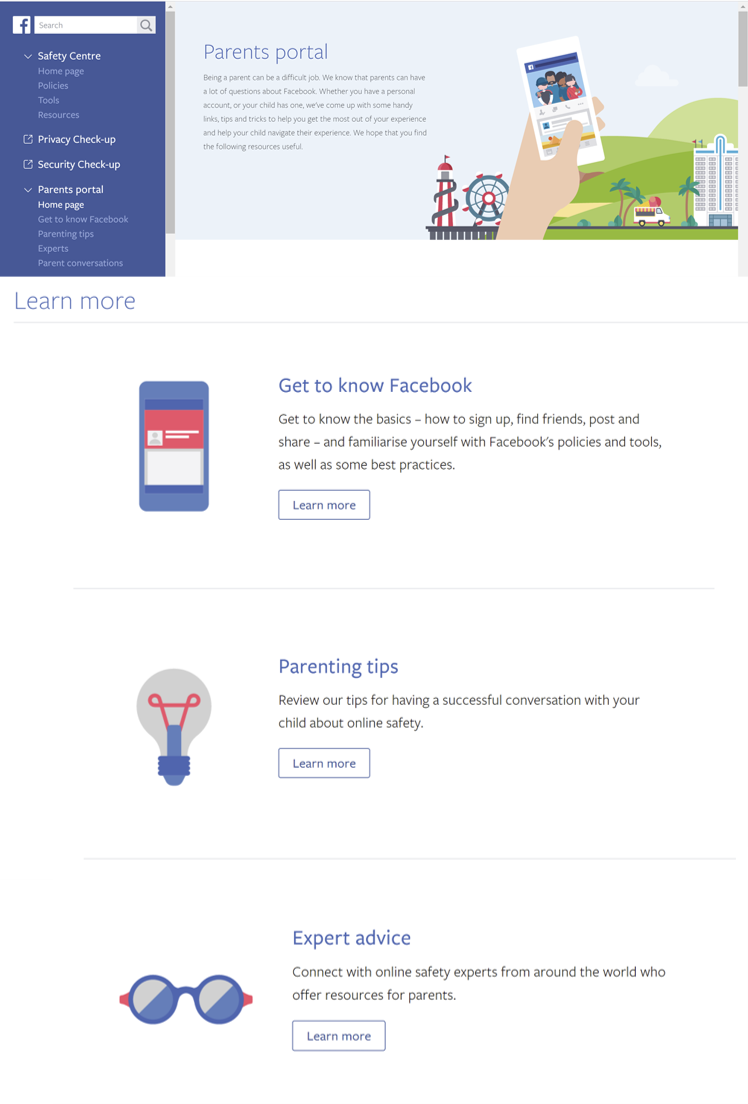 f
Search
Safety Centre
Home page
Policies
Tools
Resources
Privacy Check-up
Security Check-up
Parents portal
Home page
Get to know Facebook
Parenting tips
Experts
Parent conversations
Parents portal
Being a parent can be a difficult job. We know that parents can have
a lot of questions about Facebook. Whether you have a personal
account, or your child has one, we've come up with some handy
links, tips and tricks to help you get the most out of your experience
and help your child navigate their experience. We hope that you find
the following resources useful.
f
Learn more
Get to know Facebook
Get to know the basics – how to sign up, find friends, post and
share – and familiarise yourself with Facebook's policies and tools,
as well as some best practices.
Learn more
Parenting tips
Review our tips for having a successful conversation with your
child about online safety.
Learn more
Expert advice
Connect with online safety experts from around the world who
offer resources for parents.
Learn more